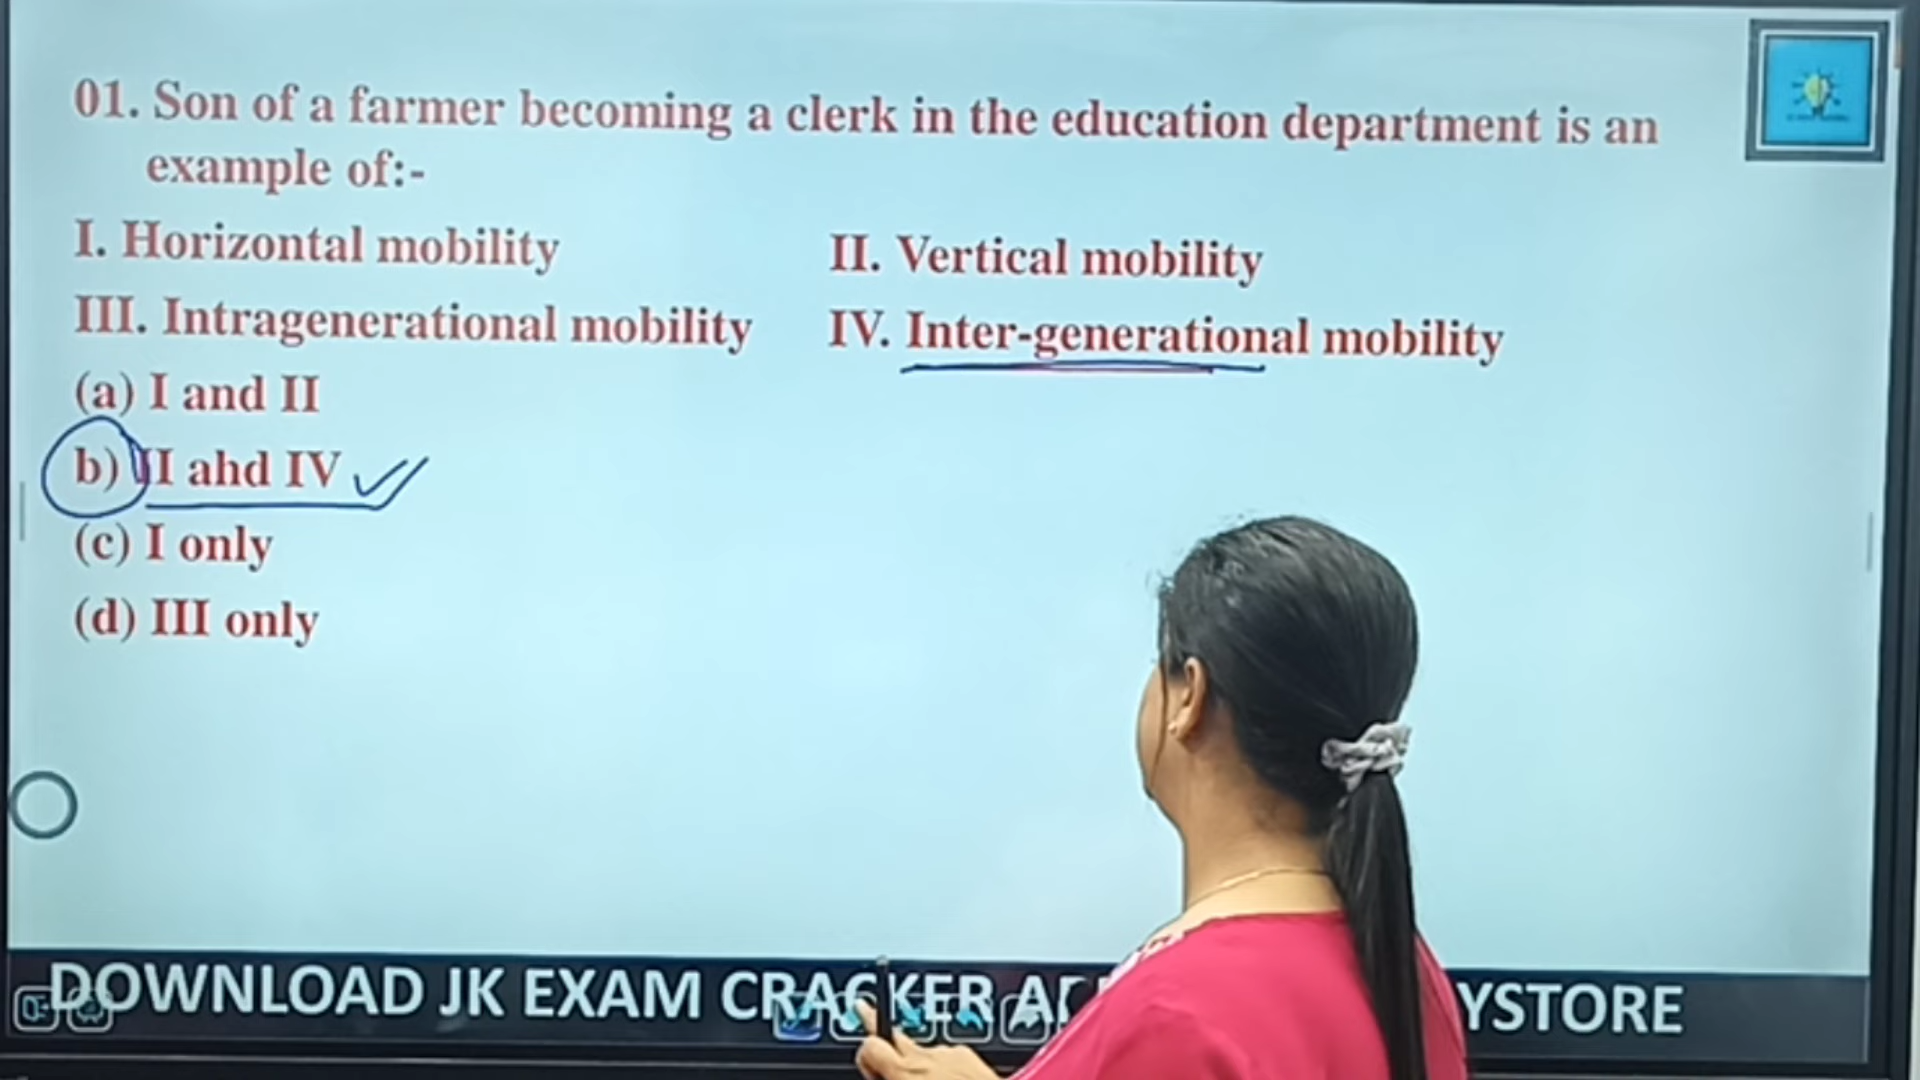 01. Son of a farmer becoming a clerk in the education department is an
example of:-
I. Horizontal mobility II. Vertical mobility
III. Intragenerational mobility IV. Inter-generational mobility
(a) I and II
b) II ahd IV
(c) I only
(d) III only
DOWNLOAD JK EXAM CRACKER YSTORE